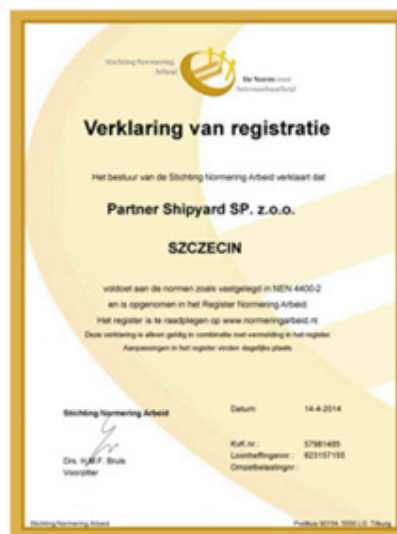 Stichting Normering
Arbeid
De Norm voor
betrouwbaarheid
Verklaring van registratie
Het bestuur van de Stichting Normering Arbeid verklaart dat
Partner Shipyard SP. z.o.o.
SZCZECIN
voldoet aan de normen zoals vastgelegd in NEN 4400-2
en is opgenomen in het Register Normering Arbeid.
Het register is te raadplegen op www.normeringarbeid.nl.
Deze verklaring is alleen geldig in combinatie met vermelding in het register.
Aanpassingen in het register vinden dagelijks plaats.
Stichting Normering Arbeid
Datum: 14-4-2014
KvK nr.: 57981485
Loonheffingennr.: 823157155
Omzetbelastingnr.:
Drs. H.M.F. Bruls
Voorzitter
Stichting Normering Arbeid
Postbus 90154, 5000 LG Tilburg